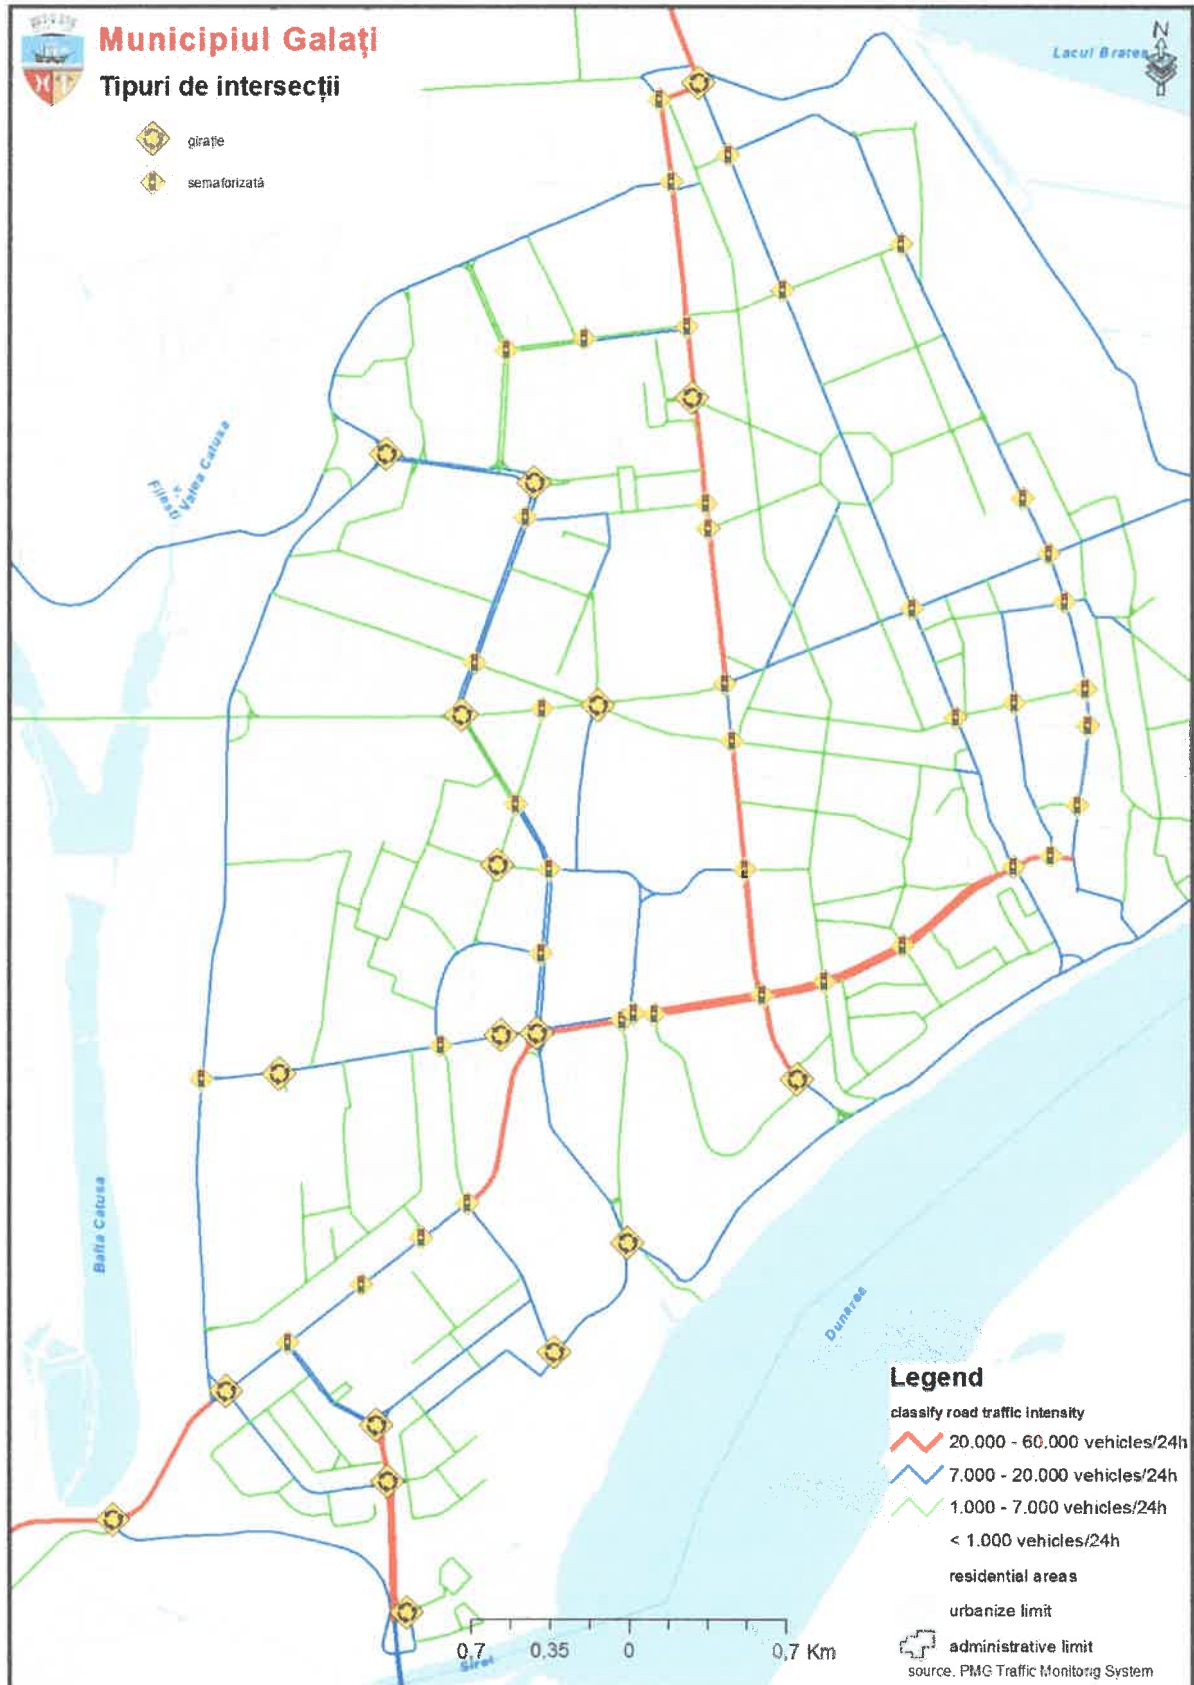 Municipiul Galați
Tipuri de intersecții
girație
semaforizată
N
Lacul Brates
Filesti
Valea Catusa
Balta Catusa
Dunarea
Siret
Legend
classify road traffic intensity
20.000 - 60.000 vehicles/24h
7.000 - 20.000 vehicles/24h
1.000 - 7.000 vehicles/24h
< 1.000 vehicles/24h
residential areas
urbanize limit
administrative limit
source. PMG Traffic Monitong System
0,7 0,35 0 0,7 Km